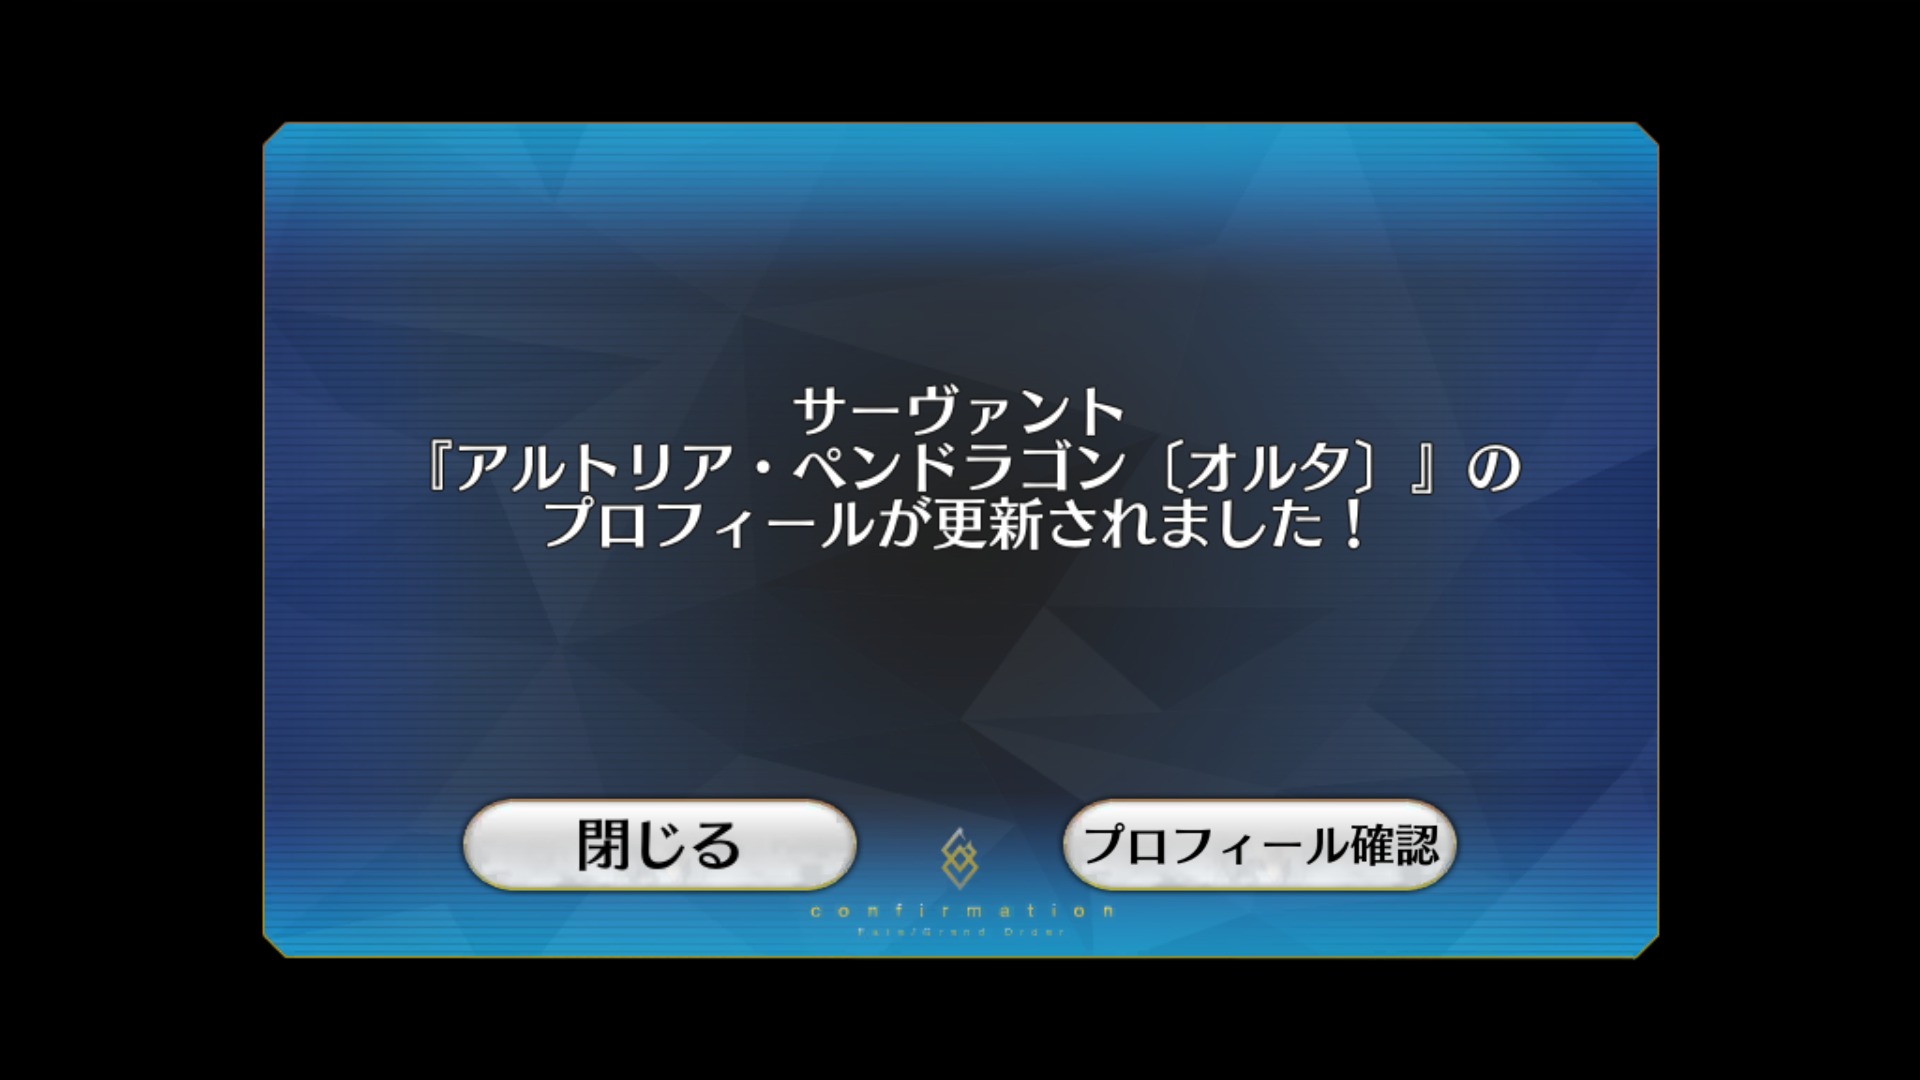 サーヴァント
『アルトリア・ペンドラゴン〔オルタ〕』の
プロフィールが更新されました！
閉じる
プロフィール確認
confirmation
Fate/Grand Order